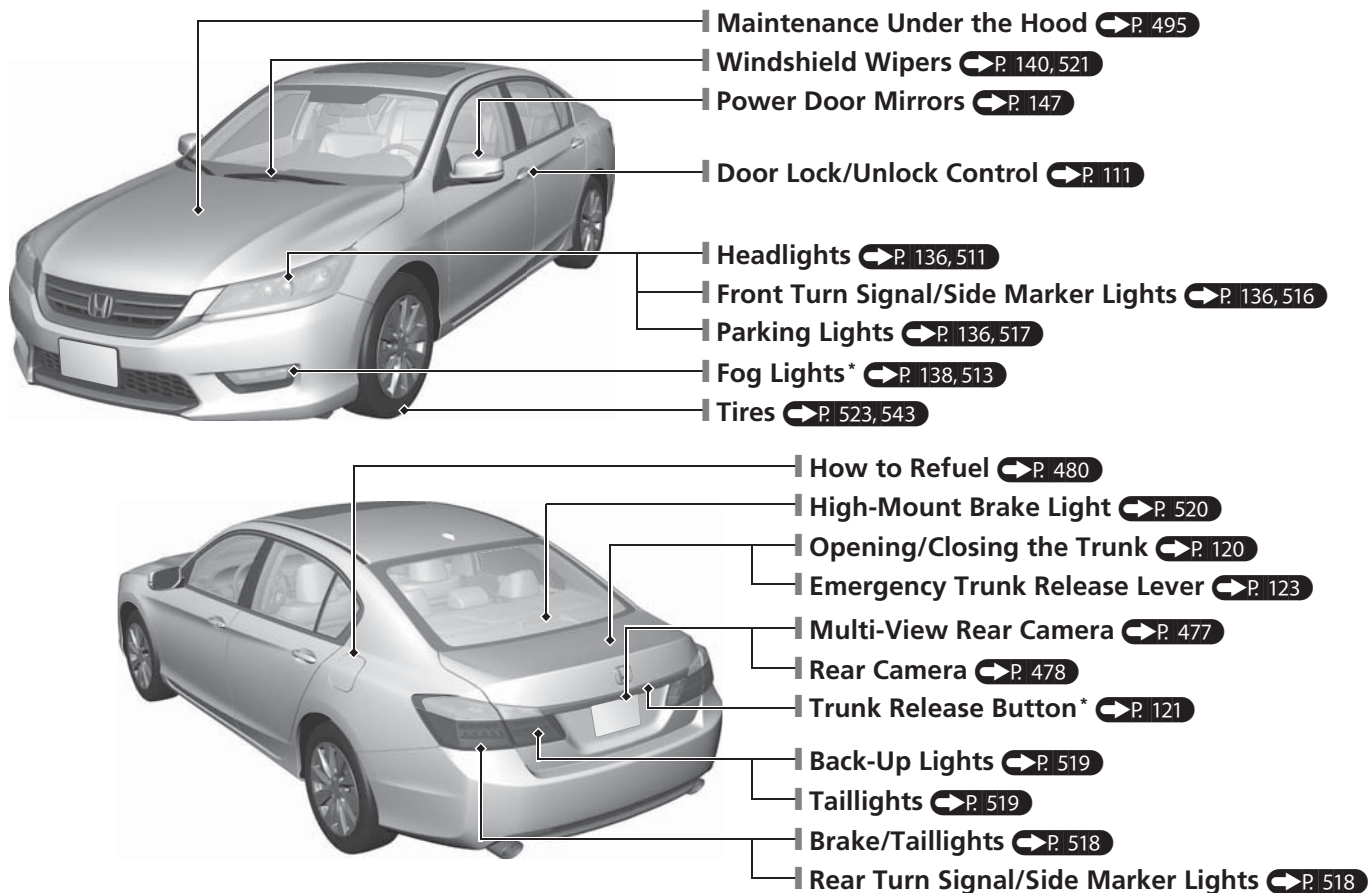 Maintenance Under the Hood P. 495
Windshield Wipers P. 140, 521
Power Door Mirrors P. 147
Door Lock/Unlock Control P. 111
Headlights P. 136, 511
Front Turn Signal/Side Marker Lights P. 136, 516
Parking Lights P. 136, 517
Fog Lights* P. 138, 513
Tires P. 523, 543
How to Refuel P. 480
High-Mount Brake Light P. 520
Opening/Closing the Trunk P. 120
Emergency Trunk Release Lever P. 123
Multi-View Rear Camera P. 477
Rear Camera P. 478
Trunk Release Button* P. 121
Back-Up Lights P. 519
Taillights P. 519
Brake/Taillights P. 518
Rear Turn Signal/Side Marker Lights P. 518